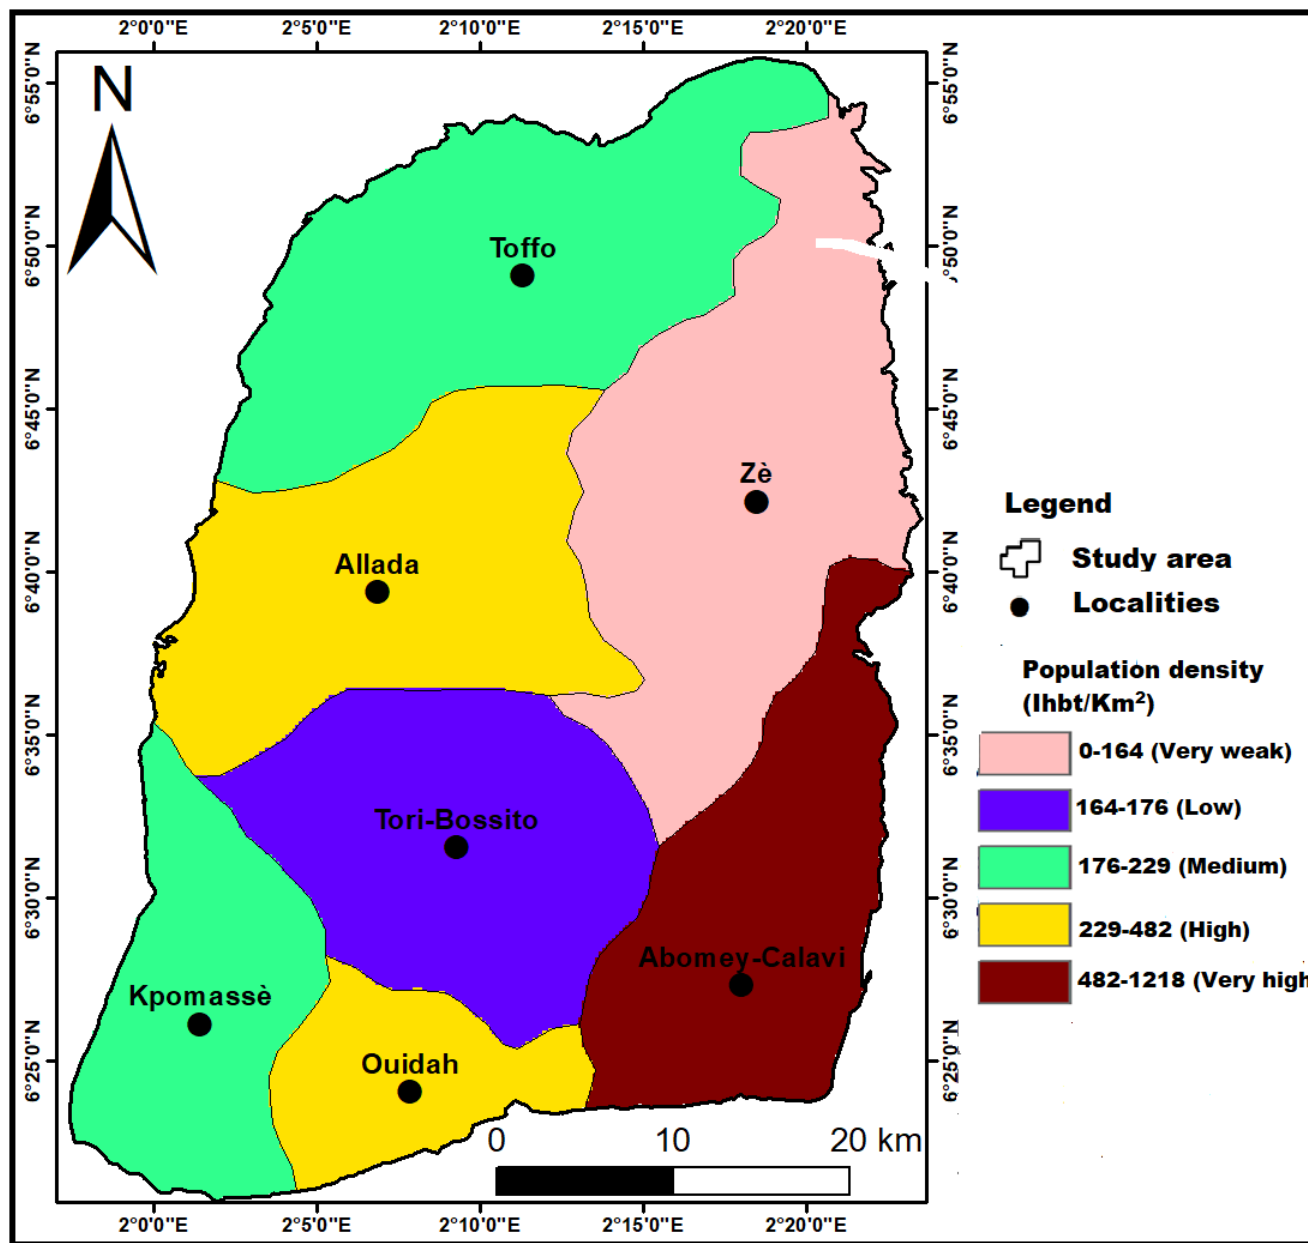 2°0'0"E 2°5'0"E 2°10'0"E 2°15'0"E 2°20'0"E
N
6°55'0"N 6°55'0"N
6°50'0"N 6°50'0"N
6°45'0"N 6°45'0"N
6°40'0"N 6°40'0"N
6°35'0"N 6°35'0"N
6°30'0"N 6°30'0"N
6°25'0"N 6°25'0"N
Toffo
Zè
Allada
Tori-Bossito
Abomey-Calavi
Kpomassè
Ouidah
0 10 20 km
2°0'0"E 2°5'0"E 2°10'0"E 2°15'0"E 2°20'0"E
Legend
Study area
Localities
Population density
(Ihbt/Km²)
0-164 (Very weak)
164-176 (Low)
176-229 (Medium)
229-482 (High)
482-1218 (Very high